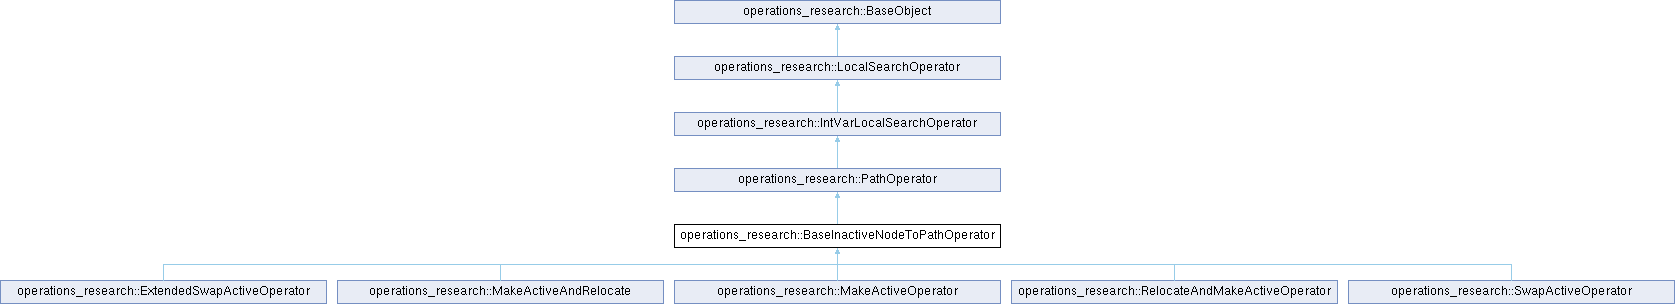 operations_research::BaseObject
operations_research::LocalSearchOperator
operations_research::IntVarLocalSearchOperator
operations_research::PathOperator
operations_research::BaseInactiveNodeToPathOperator
operations_research::ExtendedSwapActiveOperator
operations_research::MakeActiveAndRelocate
operations_research::MakeActiveOperator
operations_research::RelocateAndMakeActiveOperator
operations_research::SwapActiveOperator